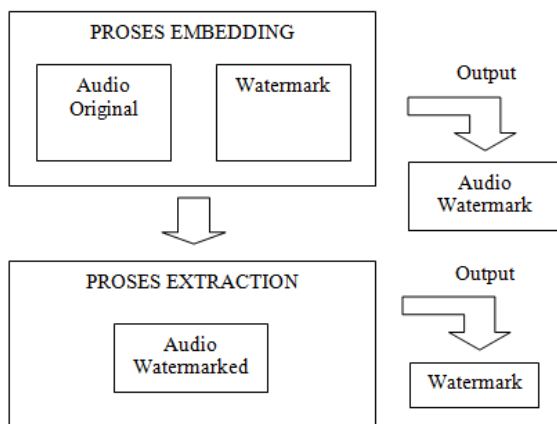 PROSES EMBEDDING
Audio
Original
Watermark
Output
Audio
Watermark
PROSES EXTRACTION
Audio
Watermarked
Output
Watermark